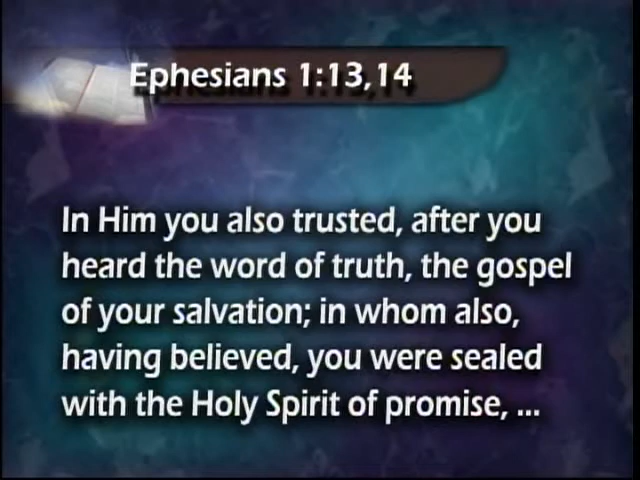 Ephesians 1:13,14
In Him you also trusted, after you
heard the word of truth, the gospel
of your salvation; in whom also,
having believed, you were sealed
with the Holy Spirit of promise, ...